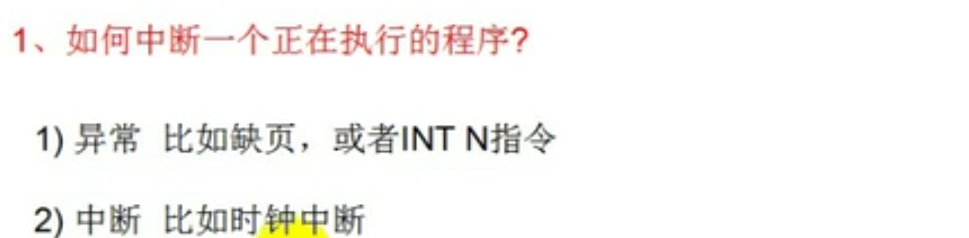 1、如何中断一个正在执行的程序?
1) 异常 比如缺页，或者INT N指令
2) 中断 比如时钟中断